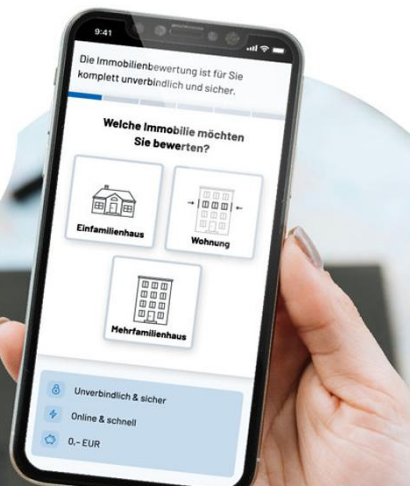 9:41
Die Immobilienbewertung ist für Sie
komplett unverbindlich und sicher.
Welche Immobilie möchten
Sie bewerten?
Einfamilienhaus
Wohnung
Mehrfamilienhaus
Unverbindlich & sicher
Online & schnell
0,- EUR